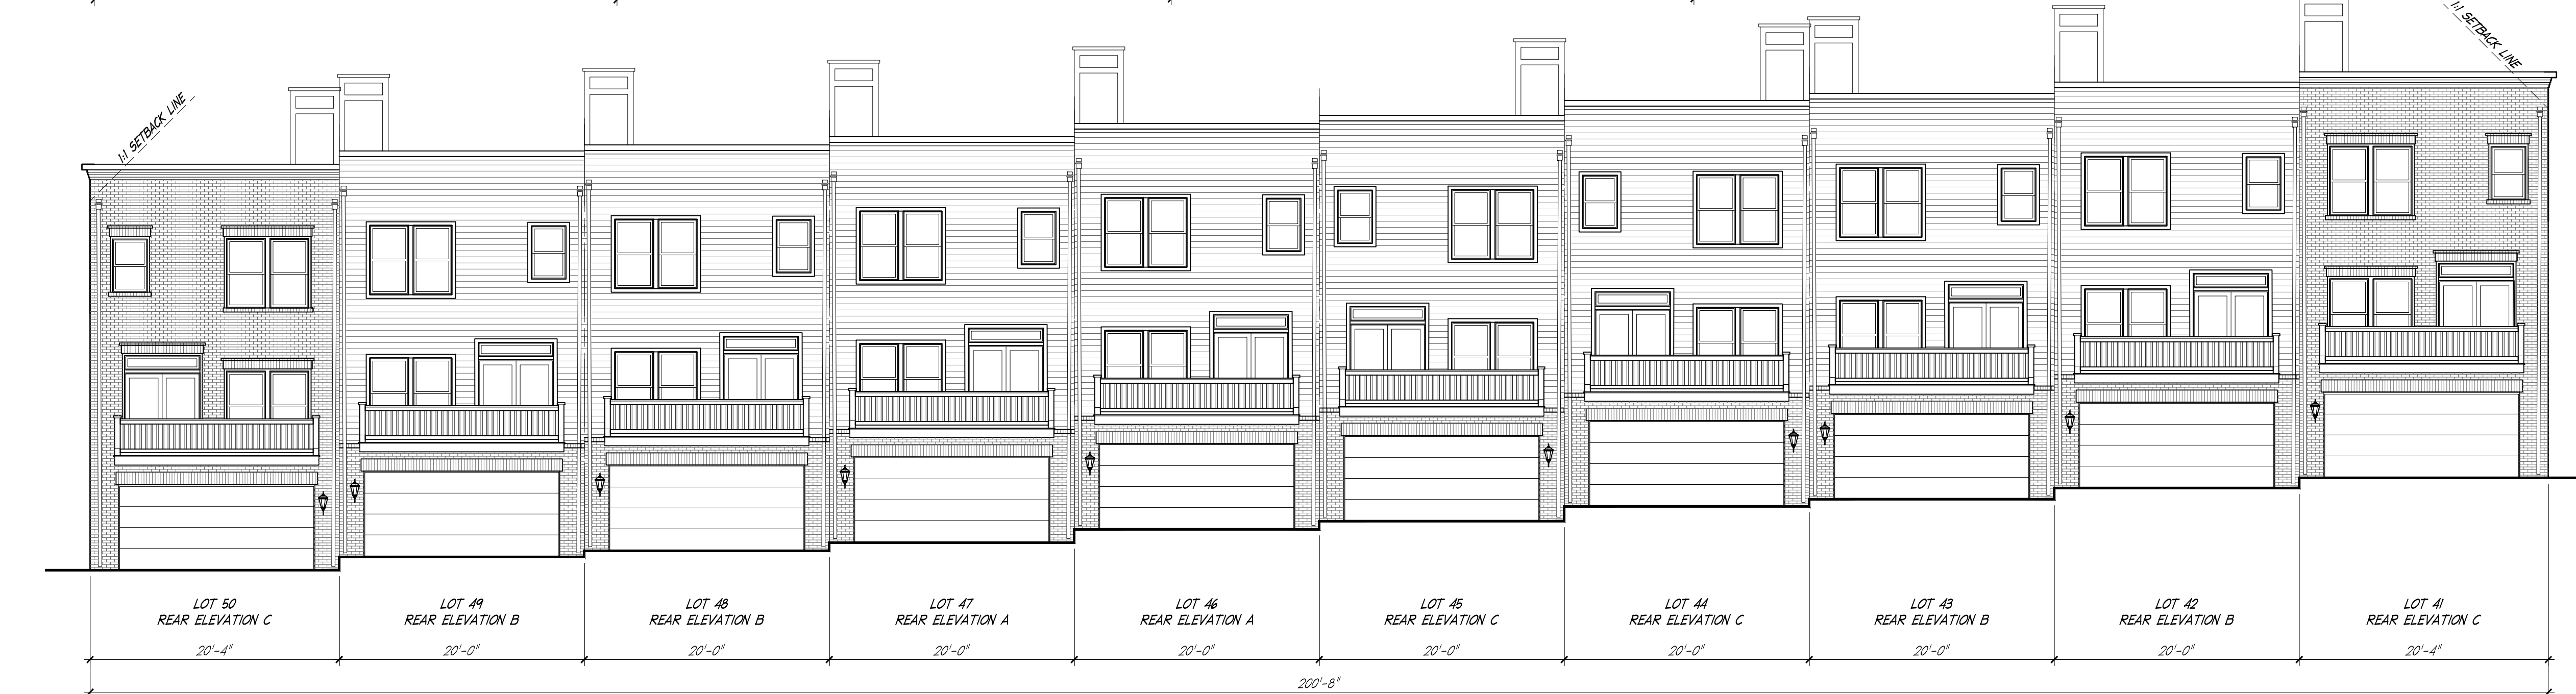 1:1 SETBACK LINE
1:1 SETBACK LINE
LOT 50
REAR ELEVATION C
20'-4"
LOT 49
REAR ELEVATION B
20'-0"
LOT 48
REAR ELEVATION B
20'-0"
LOT 47
REAR ELEVATION A
20'-0"
LOT 46
REAR ELEVATION A
20'-0"
LOT 45
REAR ELEVATION C
20'-0"
LOT 44
REAR ELEVATION C
20'-0"
LOT 43
REAR ELEVATION B
20'-0"
LOT 42
REAR ELEVATION B
20'-0"
LOT 41
REAR ELEVATION C
20'-4"
200'-8"